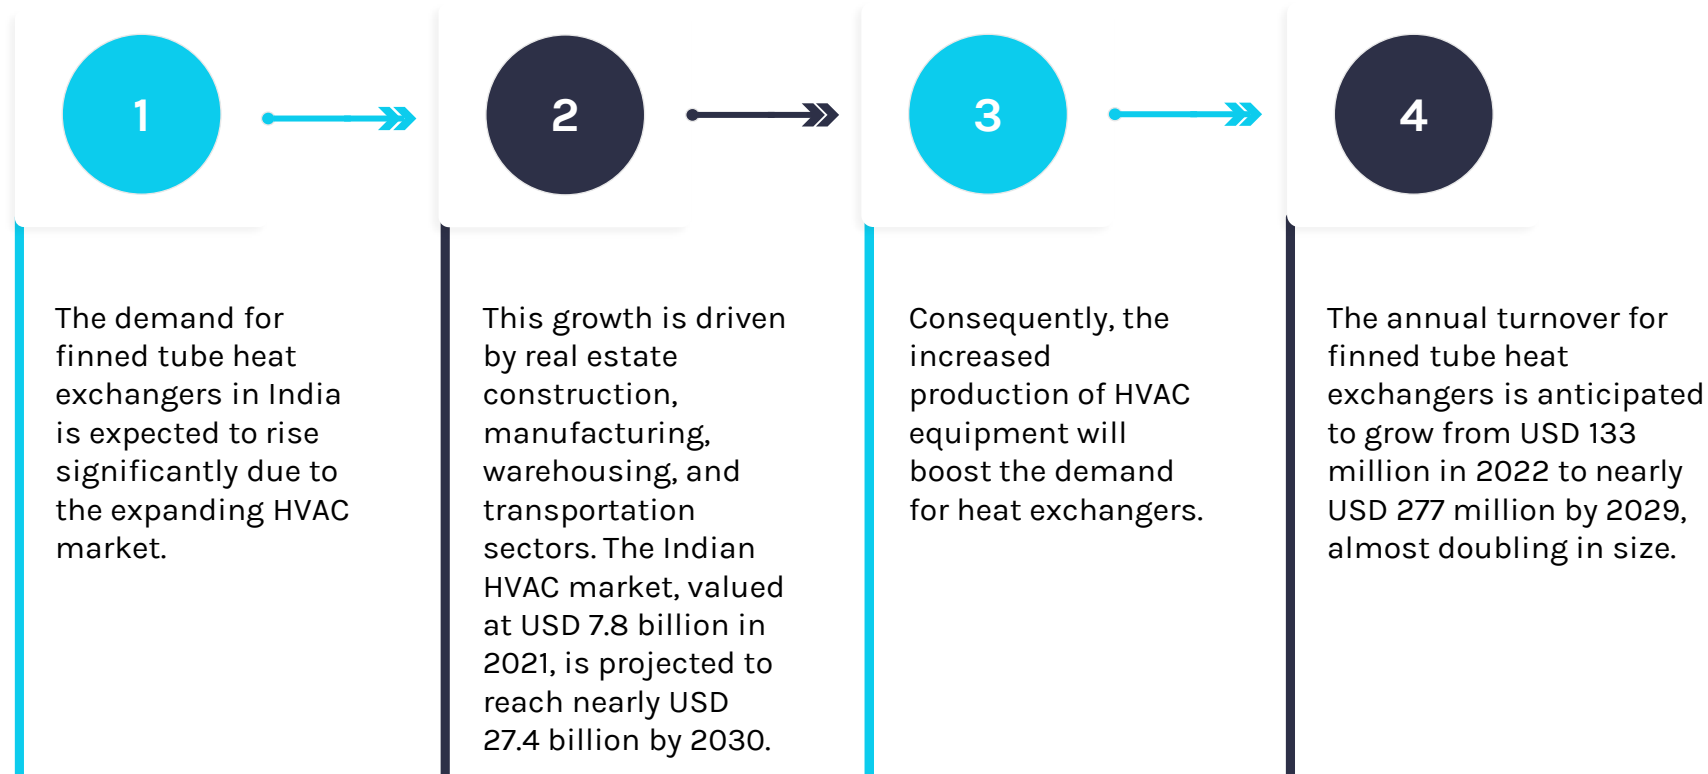 1
The demand for
finned tube heat
exchangers in India
is expected to rise
significantly due to
the expanding HVAC
market.
2
This growth is driven
by real estate
construction,
manufacturing,
warehousing, and
transportation
sectors. The Indian
HVAC market, valued
at USD 7.8 billion in
2021, is projected to
reach nearly USD
27.4 billion by 2030.
3
Consequently, the
increased
production of HVAC
equipment will
boost the demand
for heat exchangers.
4
The annual turnover for
finned tube heat
exchangers is anticipated
to grow from USD 133
million in 2022 to nearly
USD 277 million by 2029,
almost doubling in size.